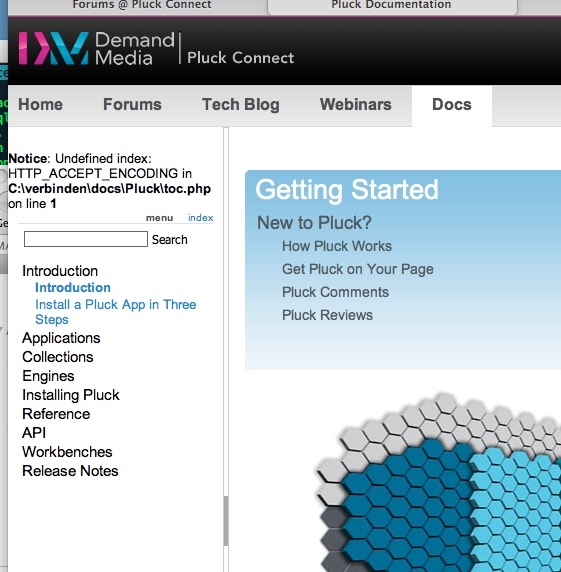 Forums @ Pluck Connect
Pluck Documentation
Demand
Media
Pluck Connect
Home
Forums
Tech Blog
Webinars
Docs
Notice: Undefined index:
HTTP_ACCEPT_ENCODING in
C:\verbinden\docs\Pluck\toc.php
on line 1
menu
index
Search
Introduction
Introduction
Install a Pluck App in Three
Steps
Applications
Collections
Engines
Installing Pluck
Reference
API
Workbenches
Release Notes
Getting Started
New to Pluck?
How Pluck Works
Get Pluck on Your Page
Pluck Comments
Pluck Reviews